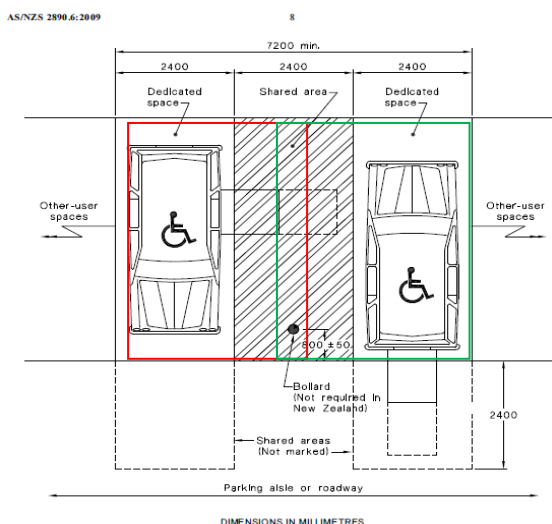 AS/NZS 2890.6:2009
8
7200 min.
2400 2400 2400
Dedicated space
Shared area
Dedicated space
Other-user spaces
Other-user spaces
800 ±50
Bollard
(Not required in
New Zealand)
2400
Shared areas
(Not marked)
Parking aisle or roadway
DIMENSIONS IN MILLIMETRES